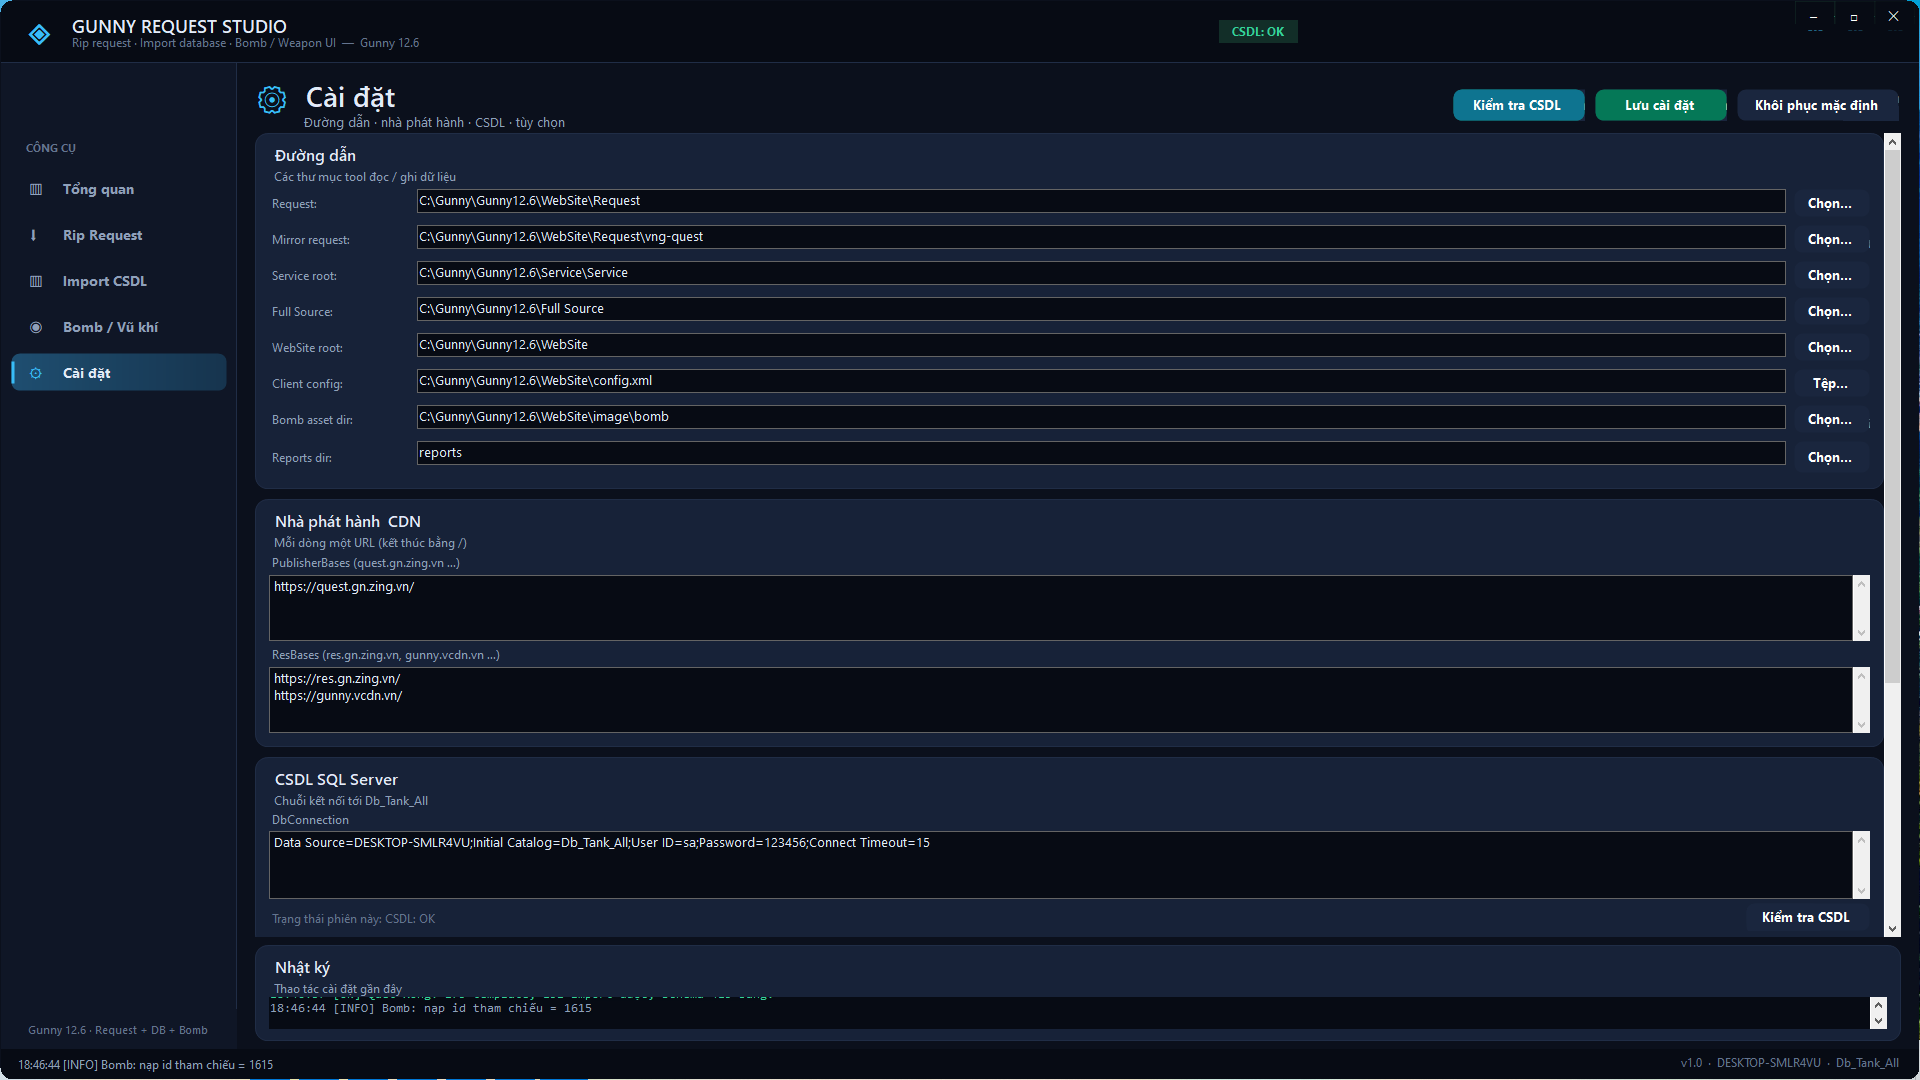 GUNNY REQUEST STUDIO
Rip request · Import database · Bomb / Weapon UI — Gunny 12.6
CSDL: OK
CÔNG CỤ
Tổng quan
Rip Request
Import CSDL
Bomb / Vũ khí
Cài đặt
Cài đặt
Đường dẫn · nhà phát hành · CSDL · tùy chọn
Kiểm tra CSDL
Lưu cài đặt
Khôi phục mặc định
Đường dẫn
Các thư mục tool đọc / ghi dữ liệu
Request: C:\Gunny\Gunny12.6\WebSite\Request Chọn...
Mirror request: C:\Gunny\Gunny12.6\WebSite\Request\vng-quest Chọn...
Service root: C:\Gunny\Gunny12.6\Service\Service Chọn...
Full Source: C:\Gunny\Gunny12.6\Full Source Chọn...
WebSite root: C:\Gunny\Gunny12.6\WebSite Chọn...
Client config: C:\Gunny\Gunny12.6\WebSite\config.xml Tệp...
Bomb asset dir: C:\Gunny\Gunny12.6\WebSite\image\bomb Chọn...
Reports dir: reports Chọn...
Nhà phát hành CDN
Mỗi dòng một URL (kết thúc bằng /)
PublisherBases (quest.gn.zing.vn ...)
https://quest.gn.zing.vn/
ResBases (res.gn.zing.vn, gunny.vcdn.vn ...)
https://res.gn.zing.vn/
https://gunny.vcdn.vn/
CSDL SQL Server
Chuỗi kết nối tới Db_Tank_All
DbConnection
Data Source=DESKTOP-SMLR4VU;Initial Catalog=Db_Tank_All;User ID=sa;Password=123456;Connect Timeout=15
Trạng thái phiên này: CSDL: OK
Kiểm tra CSDL
Nhật ký
Thao tác cài đặt gần đây
18:46:44 [INFO] Bomb: nạp id tham chiếu = 1615
Gunny 12.6 · Request + DB + Bomb
18:46:44 [INFO] Bomb: nạp id tham chiếu = 1615
v1.0 · DESKTOP-SMLR4VU · Db_Tank_All